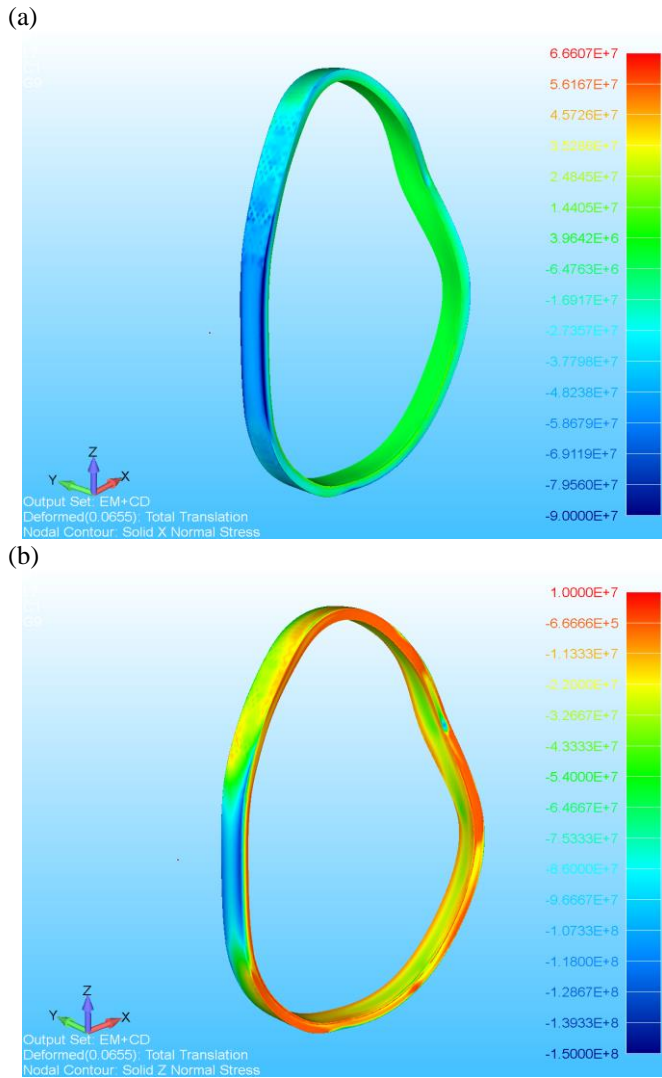 (a)
6.6607E+7
5.6167E+7
4.5726E+7
3.5286E+7
2.4845E+7
1.4405E+7
3.9642E+6
-6.4763E+6
-1.6917E+7
-2.7357E+7
-3.7798E+7
-4.8238E+7
-5.8679E+7
-6.9119E+7
-7.9560E+7
-9.0000E+7
Z
Y
X
Output Set: EM+CD
Deformed(0.0655): Total Translation
Nodal Contour: Solid X Normal Stress
(b)
1.0000E+7
-6.6666E+5
-1.1333E+7
-2.2000E+7
-3.2667E+7
-4.3333E+7
-5.4000E+7
-6.4667E+7
-7.5333E+7
-8.6000E+7
-9.6667E+7
-1.0733E+8
-1.1800E+8
-1.2867E+8
-1.3933E+8
-1.5000E+8
Z
Y
X
Output Set: EM+CD
Deformed(0.0655): Total Translation
Nodal Contour: Solid Z Normal Stress